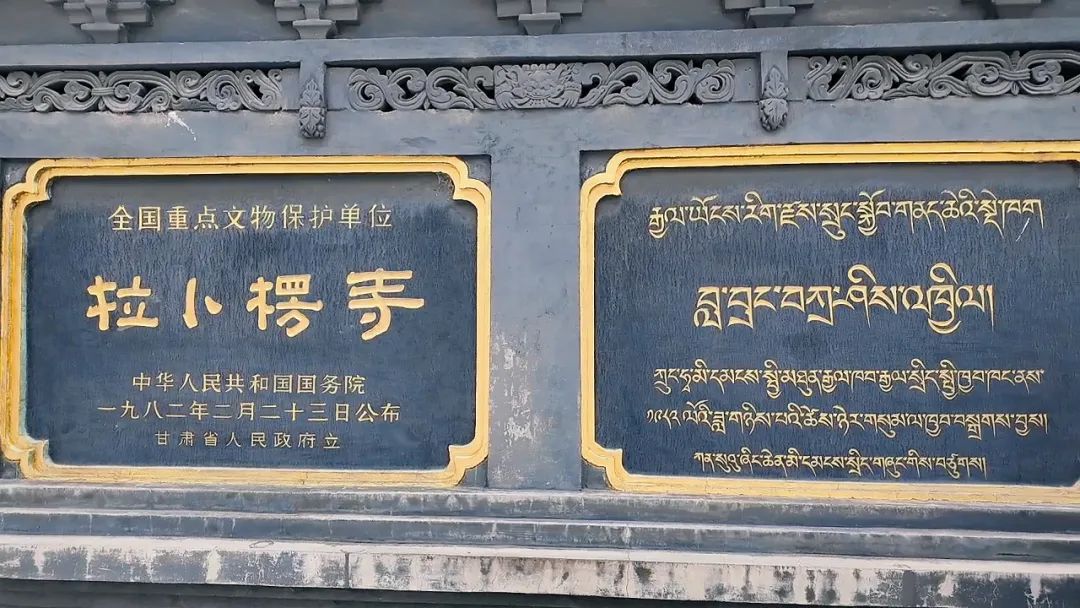 全国重点文物保护单位
拉卜楞寺
中华人民共和国国务院
一九八二年二月二十三日公布
甘肃省人民政府立
རྒྱལ་ཡོངས་རིག་རྫས་སྲུང་སྐྱོབ་གནད་ཆེའི་སྡེ་ཁག
བླ་བྲང་བཀྲ་ཤིས་འཁྱིལ།
ཀྲུང་ཧྭ་མི་དམངས་སྤྱི་མཐུན་རྒྱལ་ཁབ་རྒྱལ་སྲིད་སྤྱི་ཁྱབ་ཁང་ནས་
༡༩༨༢ ལོའི་ཟླ་གཉིས་པའི་ཚེས་ཉེར་གསུམ་ལ་ཁྱབ་བསྒྲགས་བྱས།
ཀན་སུའུ་ཞིང་ཆེན་མི་དམངས་སྲིད་གཞུང་གིས་བཙུགས།